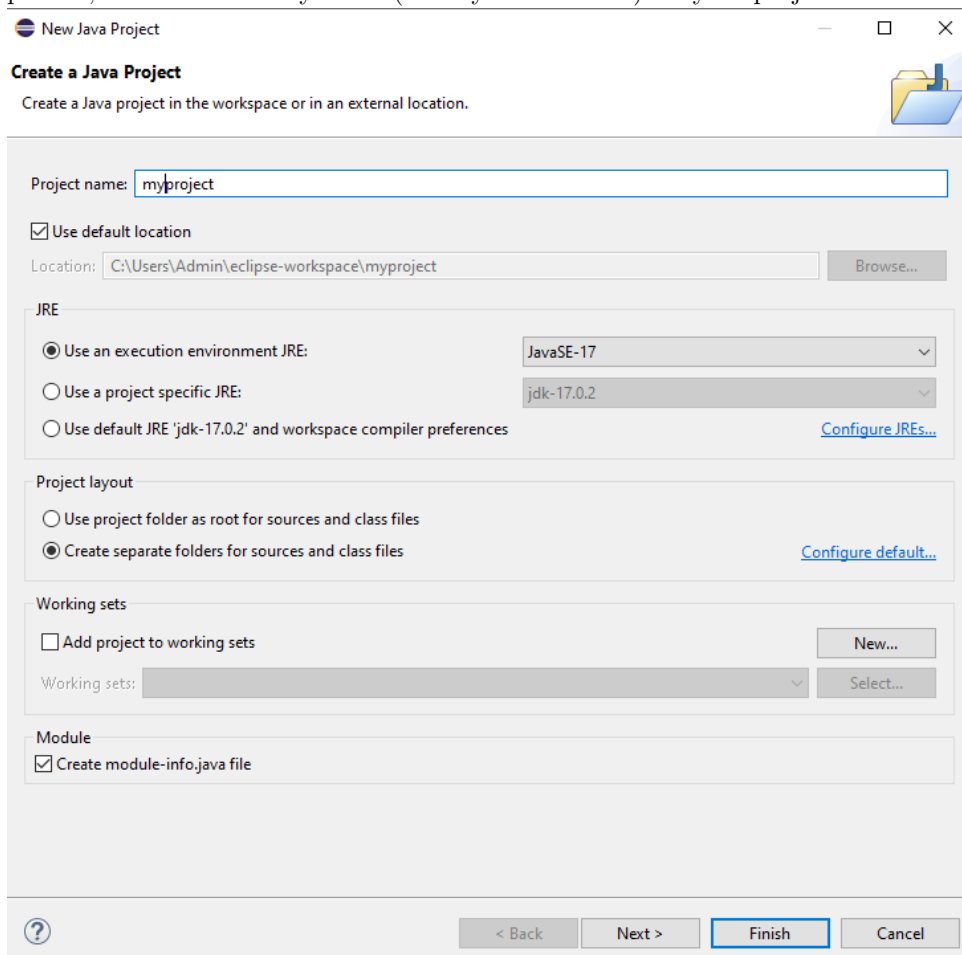 New Java Project
Create a Java Project
Create a Java project in the workspace or in an external location.
Project name: myproject
Use default location
Location: C:\Users\Admin\eclipse-workspace\myproject Browse...
JRE
Use an execution environment JRE: JavaSE-17
Use a project specific JRE: jdk-17.0.2
Use default JRE 'jdk-17.0.2' and workspace compiler preferences Configure JREs...
Project layout
Use project folder as root for sources and class files
Create separate folders for sources and class files Configure default...
Working sets
Add project to working sets New...
Working sets: Select...
Module
Create module-info.java file
? < Back Next > Finish Cancel